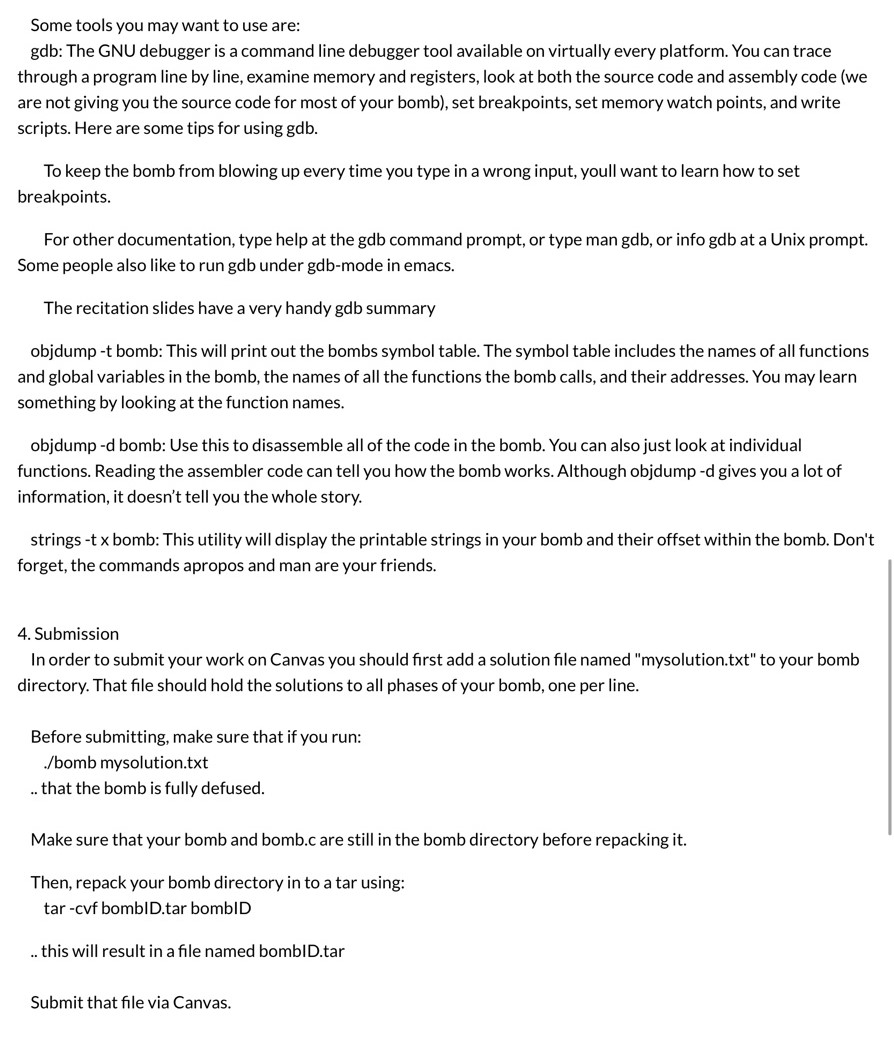 Some tools you may want to use are:
gdb: The GNU debugger is a command line debugger tool available on virtually every platform. You can trace
through a program line by line, examine memory and registers, look at both the source code and assembly code (we
are not giving you the source code for most of your bomb), set breakpoints, set memory watch points, and write
scripts. Here are some tips for using gdb.
To keep the bomb from blowing up every time you type in a wrong input, youll want to learn how to set
breakpoints.
For other documentation, type help at the gdb command prompt, or type man gdb, or info gdb at a Unix prompt.
Some people also like to run gdb under gdb-mode in emacs.
The recitation slides have a very handy gdb summary
objdump -t bomb: This will print out the bombs symbol table. The symbol table includes the names of all functions
and global variables in the bomb, the names of all the functions the bomb calls, and their addresses. You may learn
something by looking at the function names.
objdump -d bomb: Use this to disassemble all of the code in the bomb. You can also just look at individual
functions. Reading the assembler code can tell you how the bomb works. Although objdump -d gives you a lot of
information, it doesn’t tell you the whole story.
strings -t x bomb: This utility will display the printable strings in your bomb and their offset within the bomb. Don't
forget, the commands apropos and man are your friends.
4. Submission
In order to submit your work on Canvas you should first add a solution file named "mysolution.txt" to your bomb
directory. That file should hold the solutions to all phases of your bomb, one per line.
Before submitting, make sure that if you run:
./bomb mysolution.txt
.. that the bomb is fully defused.
Make sure that your bomb and bomb.c are still in the bomb directory before repacking it.
Then, repack your bomb directory in to a tar using:
tar -cvf bombID.tar bombID
.. this will result in a file named bombID.tar
Submit that file via Canvas.